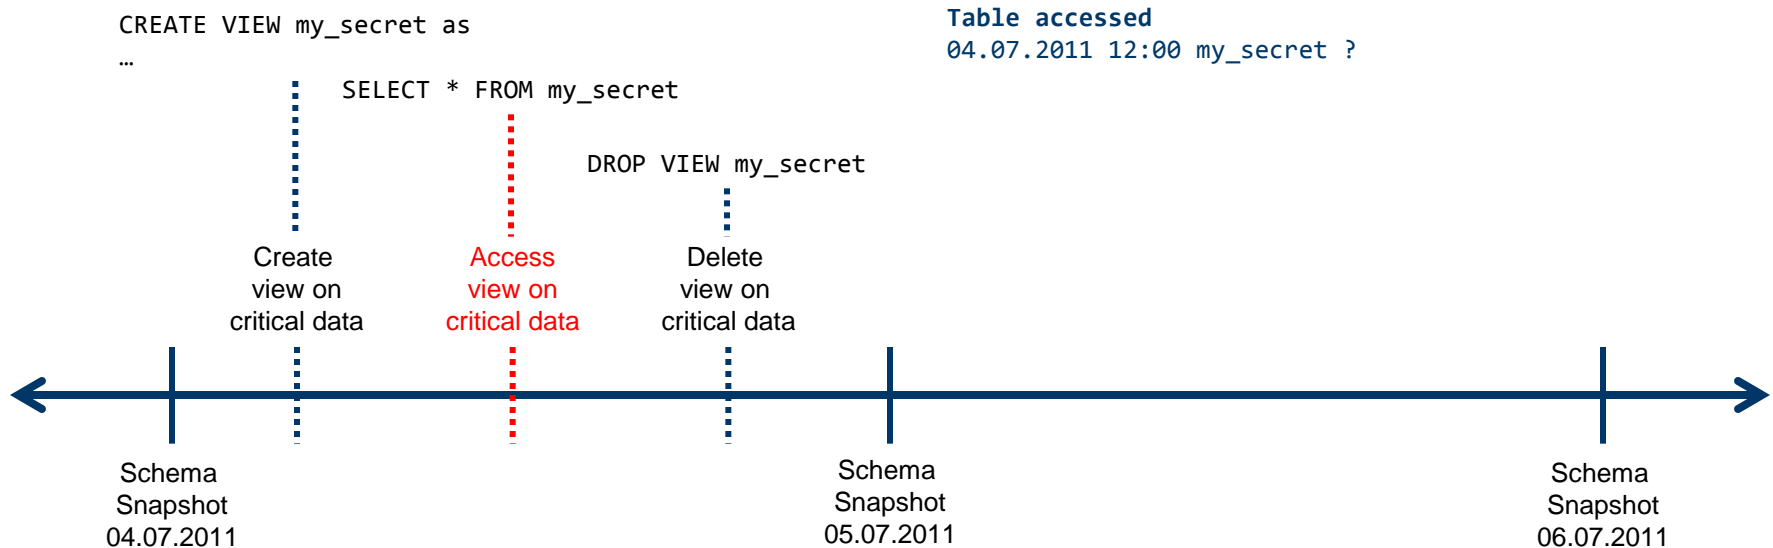 CREATE VIEW my_secret as
…
Table accessed
04.07.2011 12:00 my_secret ?
SELECT * FROM my_secret
DROP VIEW my_secret
Create
view on
critical data
Access
view on
critical data
Delete
view on
critical data
Schema
Snapshot
04.07.2011
Schema
Snapshot
05.07.2011
Schema
Snapshot
06.07.2011